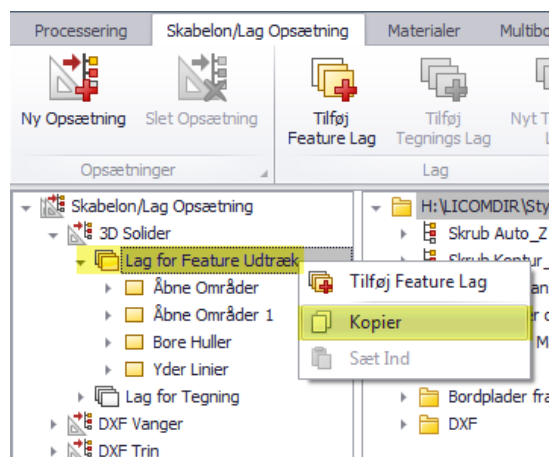 Processering Skabelon/Lag Opsætning Materialer
Ny Opsætning Slet Opsætning Tilføj Feature Lag Tilføj Tegnings Lag
Opsætninger Lag
Skabelon/Lag Opsætning
H:\LICOMDIR\Sty
3D Solider
Skrub Auto_Z
Lag for Feature Udtræk
Skrub Kontur_
Tilføj Feature Lag
Åbne Områder
Åbne Områder 1
Kopier
Bore Huller
Sæt Ind
Yder Linier
Lag for Tegning
Bordplader fra
DXF Vanger
DXF
DXF Trin